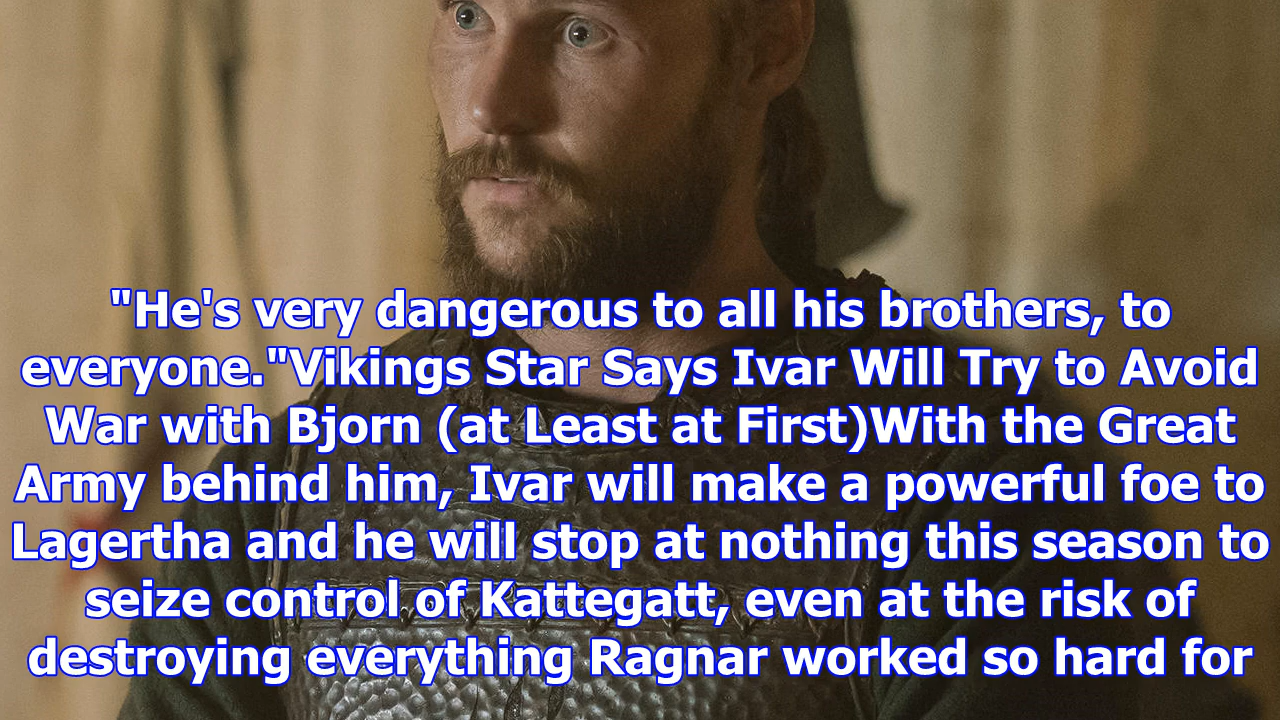 "He's very dangerous to all his brothers, to
everyone."Vikings Star Says Ivar Will Try to Avoid
War with Bjorn (at Least at First)With the Great
Army behind him, Ivar will make a powerful foe to
Lagertha and he will stop at nothing this season to
seize control of Kattegatt, even at the risk of
destroying everything Ragnar worked so hard for